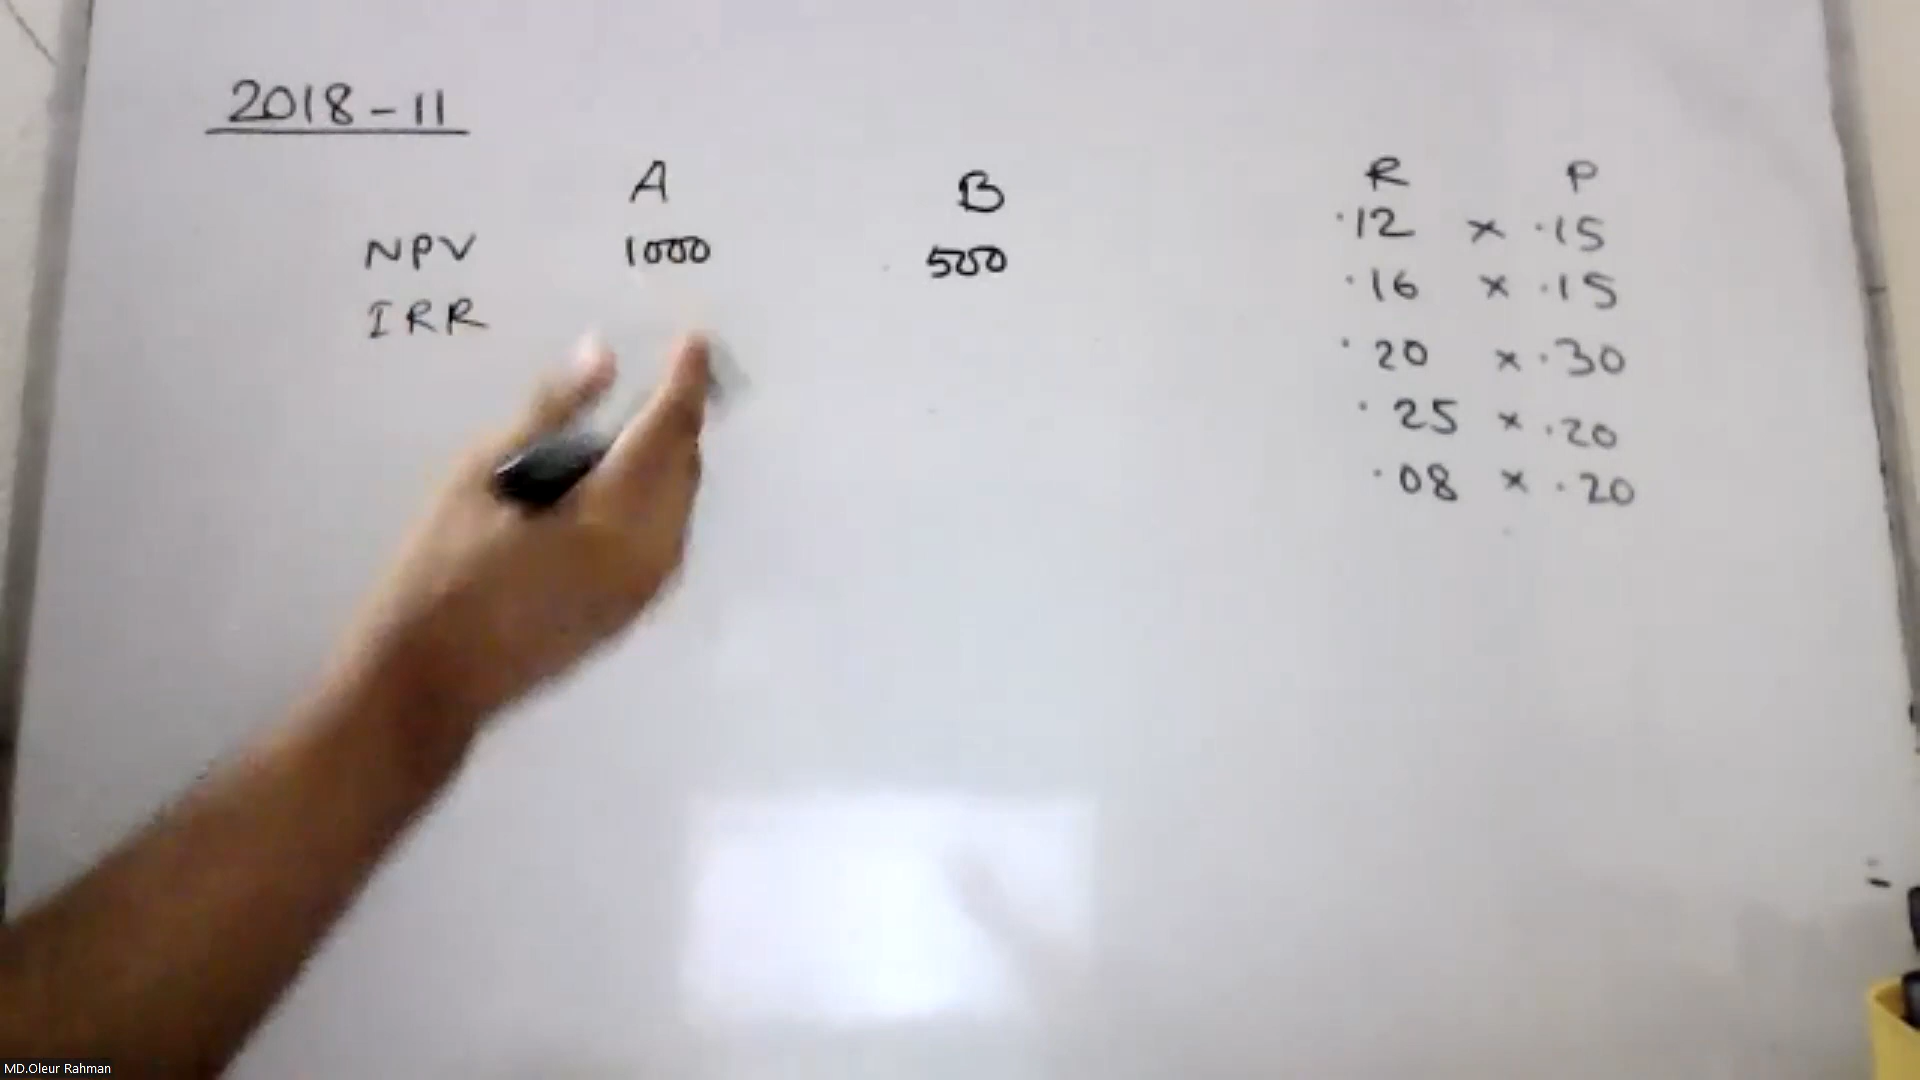 2018-11
A B
NPV 1000 500
IRR
R P
.12 x .15
.16 x .15
.20 x .30
.25 x .20
.08 x .20
MD.Oleur Rahman